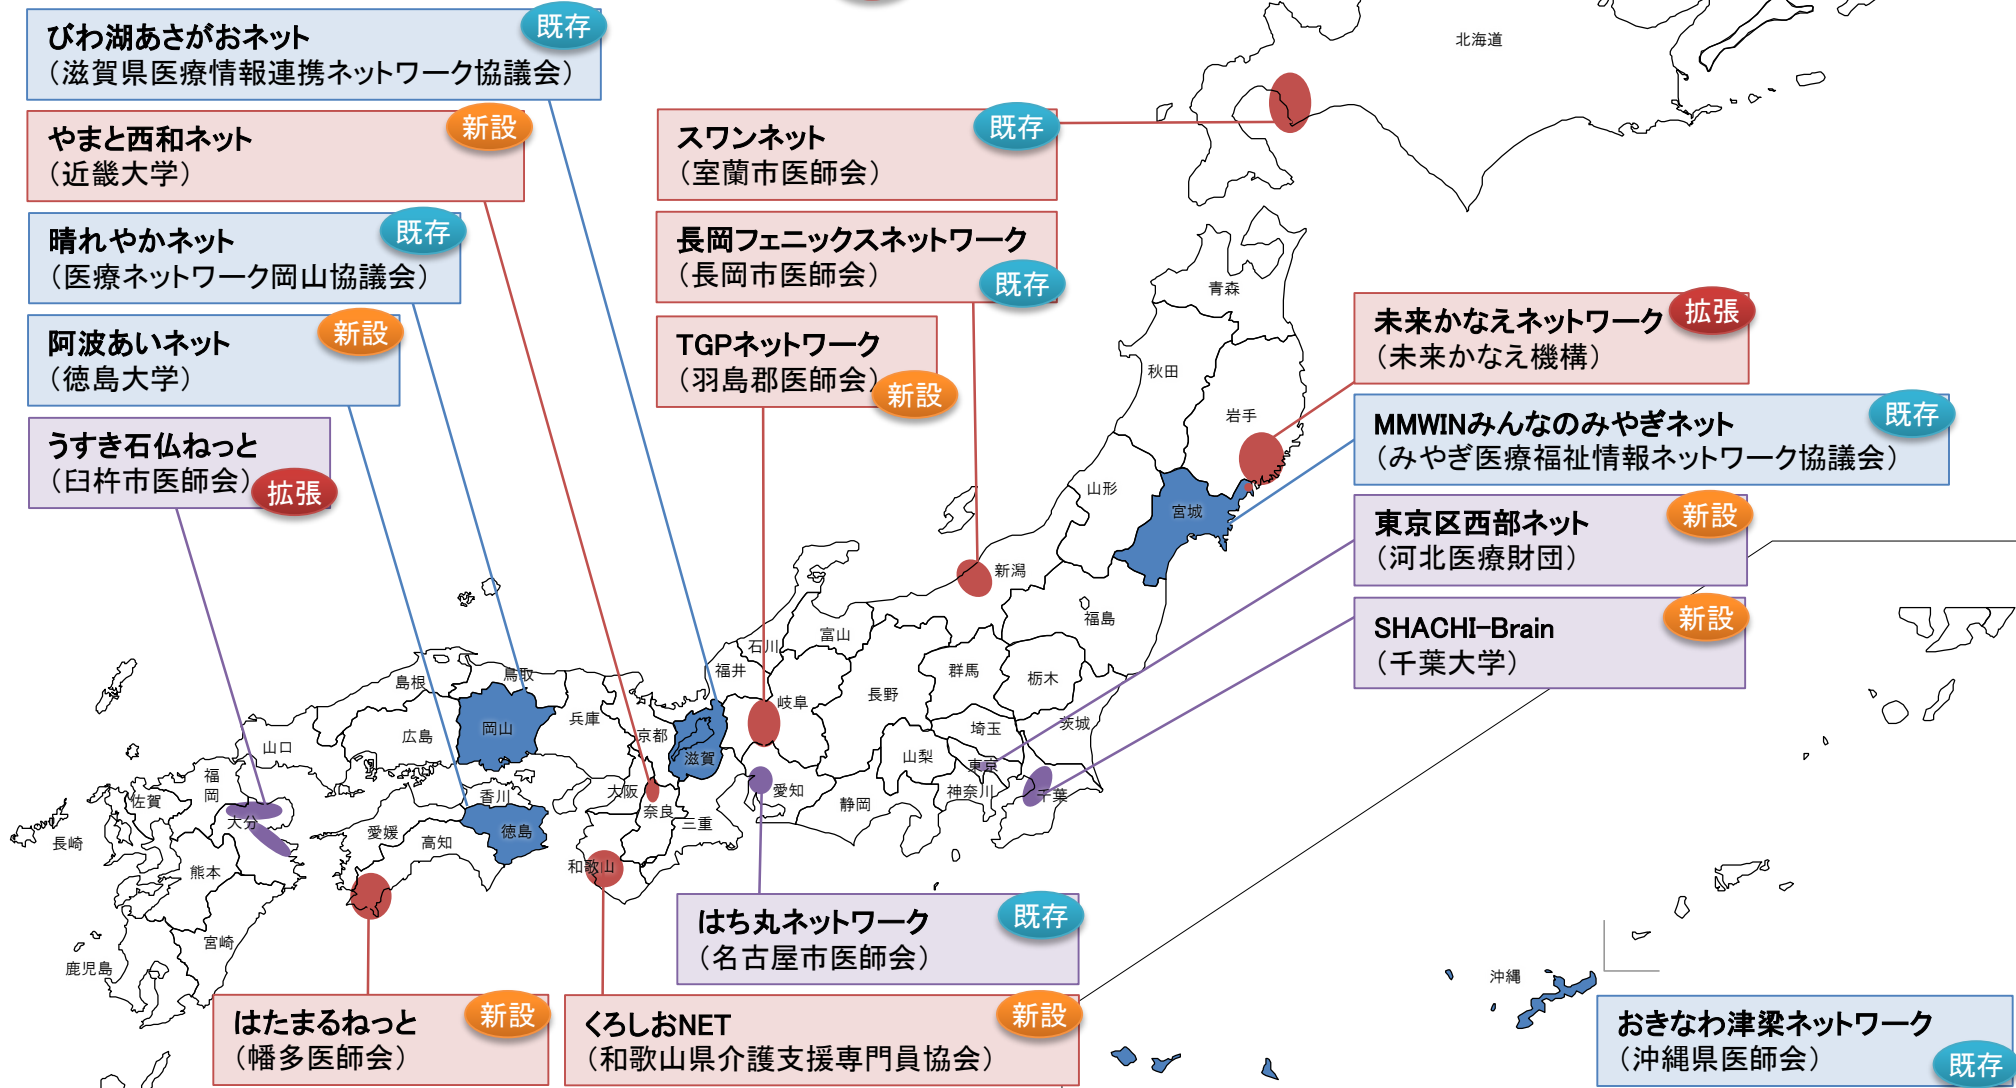 びわ湖あさがおネット
既存
（滋賀県医療情報連携ネットワーク協議会）
やまと西和ネット
新設
（近畿大学）
晴れやかネット
既存
（医療ネットワーク岡山協議会）
阿波あいネット
新設
（徳島大学）
うすき石仏ねっと
（臼杵市医師会）
拡張
スワンネット
既存
（室蘭市医師会）
長岡フェニックスネットワーク
（長岡市医師会）
既存
TGPネットワーク
（羽島郡医師会）
新設
未来かなえネットワーク
拡張
（未来かなえ機構）
MMWINみんなのみやぎネット
既存
（みやぎ医療福祉情報ネットワーク協議会）
東京区西部ネット
新設
（河北医療財団）
SHACHI-Brain
新設
（千葉大学）
はち丸ネットワーク
既存
（名古屋市医師会）
はたまるねっと
新設
（幡多医師会）
くろしおNET
新設
（和歌山県介護支援専門員協会）
おきなわ津梁ネットワーク
（沖縄県医師会）
既存
北海道
青森
秋田
岩手
山形
宮城
新潟
福島
富山
石川
福井
群馬
栃木
長野
岐阜
茨城
埼玉
山梨
東京
神奈川
千葉
静岡
愛知
三重
滋賀
京都
大阪
奈良
和歌山
兵庫
鳥取
島根
岡山
広島
山口
香川
徳島
愛媛
高知
福
岡
佐賀
長崎
大分
熊本
宮崎
鹿児島
沖縄